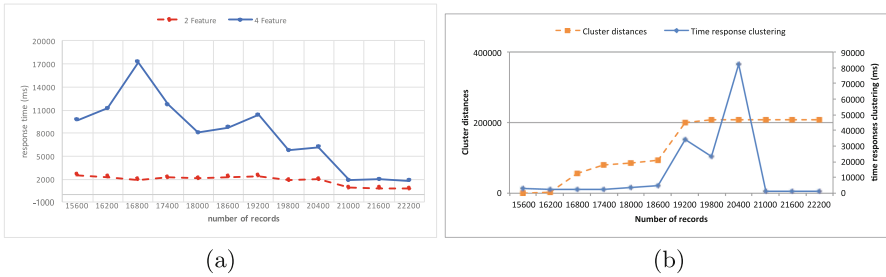 2 Feature
4 Feature
20000
17000
14000
11000
8000
5000
2000
-1000
response time (ms)
15600 16200 16800 17400 18000 18600 19200 19800 20400 21000 21600 22200
number of records
(a)
Cluster distances
Time response clustering
400000
200000
0
Cluster distances
90000
80000
70000
60000
50000
40000
30000
20000
10000
0
time responses clustering (ms)
15600 16200 16800 17400 18000 18600 19200 19800 20400 21000 21600 22200
Number of records
(b)